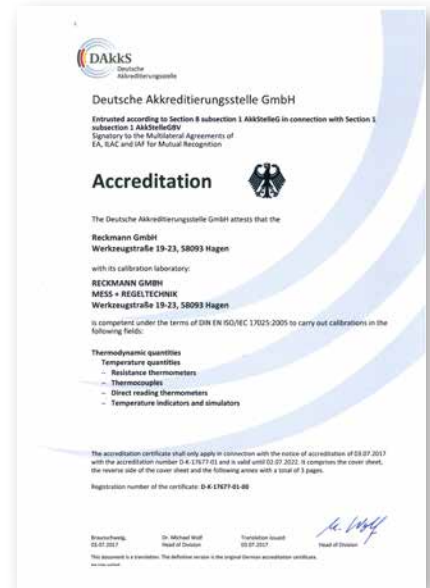 DAkkS
Deutsche
Akkreditierungsstelle
Deutsche Akkreditierungsstelle GmbH
Entrusted according to Section 8 subsection 1 AkkStelleG in connection with Section 1
subsection 1 AkkStelleGBV
Signatory to the Multilateral Agreements of
EA, ILAC and IAF for Mutual Recognition
Accreditation
The Deutsche Akkreditierungsstelle GmbH attests that the
Reckmann GmbH
Werkzeugstraße 19-23, 58093 Hagen
with its calibration laboratory:
RECKMANN GMBH
MESS + REGELTECHNIK
Werkzeugstraße 19-23, 58093 Hagen
is competent under the terms of DIN EN ISO/IEC 17025:2005 to carry out calibrations in the
following fields:
Thermodynamic quantities
Temperature quantities
− Resistance thermometers
− Thermocouples
− Direct reading thermometers
− Temperature indicators and simulators
The accreditation certificate shall only apply in connection with the notice of accreditation of 03.07.2017
with the accreditation number D-K-17677-01 and is valid until 02.07.2022. It comprises the cover sheet,
the reverse side of the cover sheet and the following annex with a total of 3 pages.
Registration number of the certificate: D-K-17677-01-00
M. Wolf
Braunschweig, Dr. Michael Wolf Translation issued:
03.07.2017 Head of Division 03.07.2017 Head of Division
This document is a translation. The definitive version is the original German accreditation certificate.